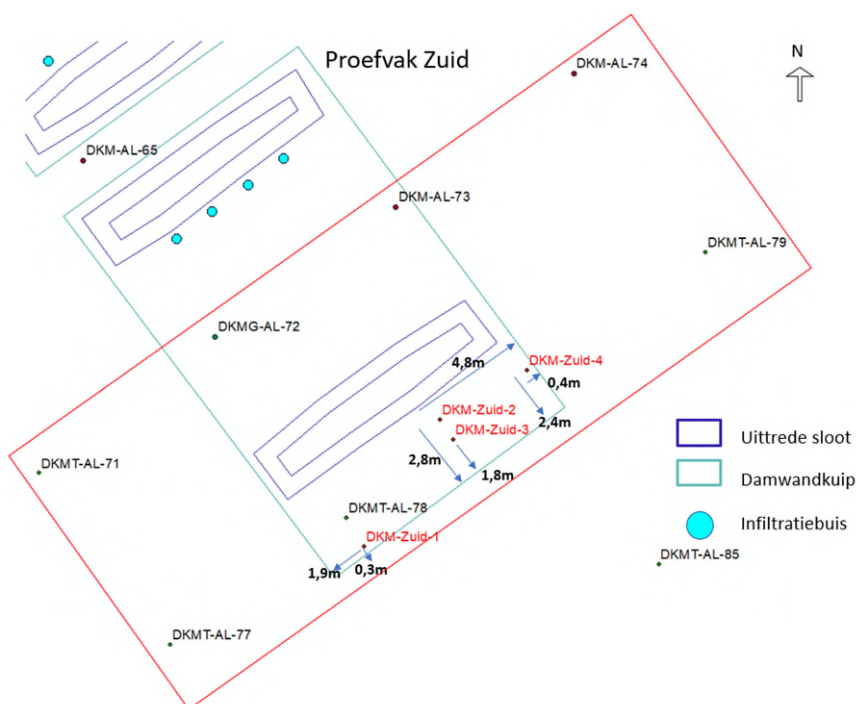 Proefvak Zuid
N
DKM-AL-74
DKM-AL-65
DKM-AL-73
DKMT-AL-79
DKMG-AL-72
4,8m
DKM-Zuid-4
0,4m
DKM-Zuid-2
2,4m
DKM-Zuid-3
Uittrede sloot
2,8m
DKMT-AL-71
1,8m
Damwandkuip
DKMT-AL-78
Infiltratiebuis
DKM-Zuid-1
DKMT-AL-85
1,9m
0,3m
DKMT-AL-77